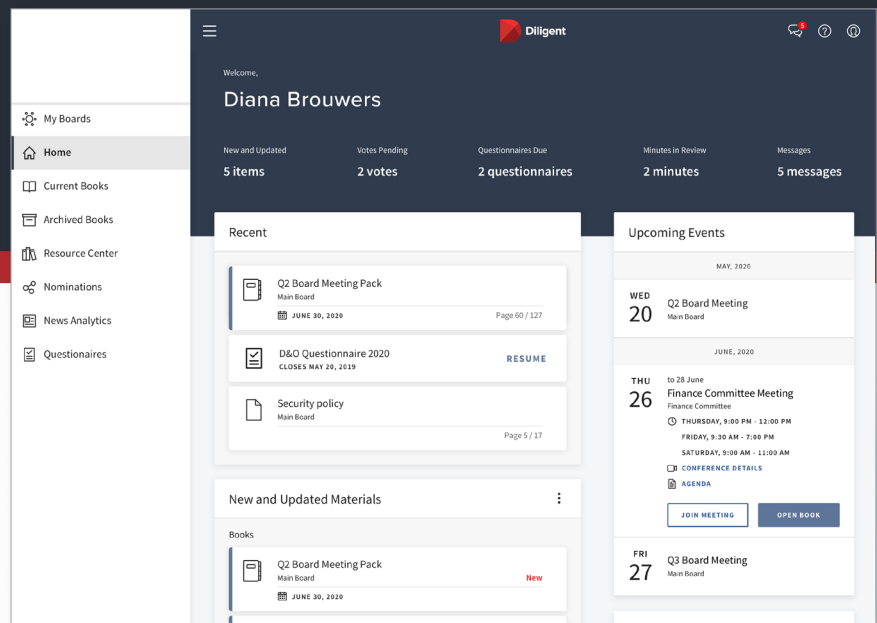 Diligent
5
My Boards
Home
Current Books
Archived Books
Resource Center
Nominations
News Analytics
Questionaires
Welcome,
Diana Brouwers
New and Updated
5 items
Votes Pending
2 votes
Questionnaires Due
2 questionnaires
Minutes in Review
2 minutes
Messages
5 messages
Recent
Q2 Board Meeting Pack
Main Board
JUNE 30, 2020
Page 60 / 127
D&O Questionnaire 2020
CLOSES MAY 20, 2019
RESUME
Security policy
Main Board
Page 5 / 17
New and Updated Materials
Books
Q2 Board Meeting Pack
Main Board
New
JUNE 30, 2020
Upcoming Events
MAY, 2020
WED
20
Q2 Board Meeting
Main Board
JUNE, 2020
THU
26
to 28 June
Finance Committee Meeting
Finance Committee
THURSDAY, 9:00 PM - 12:00 PM
FRIDAY, 9:30 AM - 7:00 PM
SATURDAY, 9:00 AM - 11:00 AM
CONFERENCE DETAILS
AGENDA
JOIN MEETING
OPEN BOOK
FRI
27
Q3 Board Meeting
Main Board